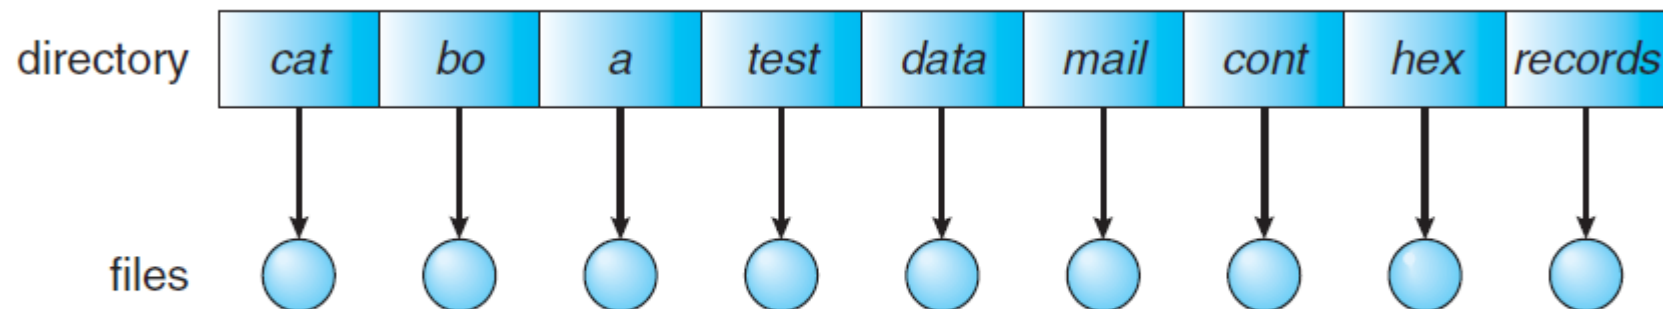 directory cat bo a test data mail cont hex records
files